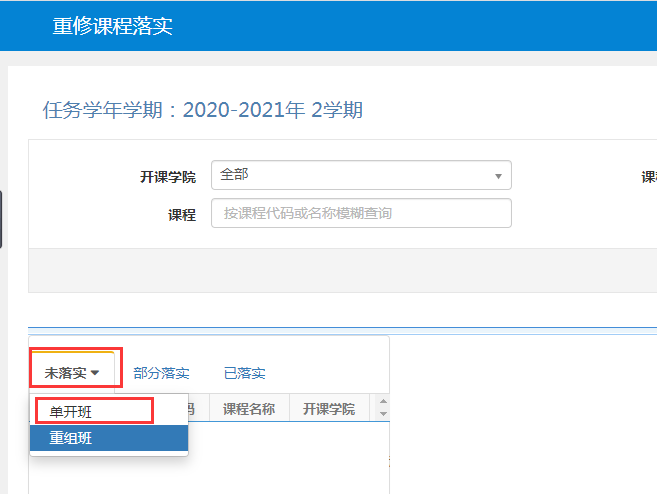 重修课程落实
任务学年学期：2020-2021年 2学期
开课学院 全部
课程 按课程代码或名称模糊查询
未落实 部分落实 已落实
课程名称 开课学院
单开班
重组班